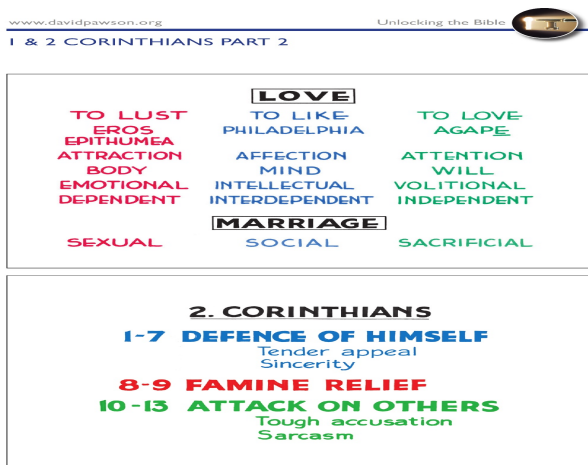 www.davidpawson.org Unlocking the Bible
1 & 2 CORINTHIANS PART 2
LOVE
TO LUST TO LIKE TO LOVE
EROS PHILADELPHIA AGAPE
EPITHUMEA
ATTRACTION AFFECTION ATTENTION
BODY MIND WILL
EMOTIONAL INTELLECTUAL VOLITIONAL
DEPENDENT INTERDEPENDENT INDEPENDENT
MARRIAGE
SEXUAL SOCIAL SACRIFICIAL
2. CORINTHIANS
1-7 DEFENCE OF HIMSELF
Tender appeal
Sincerity
8-9 FAMINE RELIEF
10-13 ATTACK ON OTHERS
Tough accusation
Sarcasm